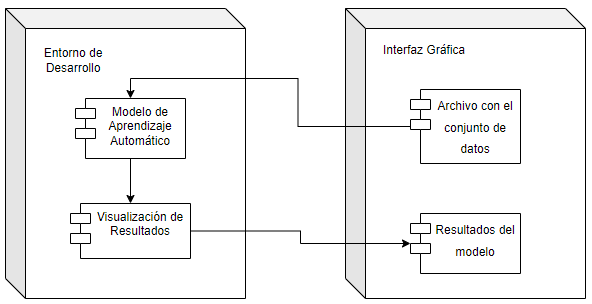 Entorno de
Desarrollo
Modelo de
Aprendizaje
Automático
Visualización de
Resultados
Interfaz Gráfica
Archivo con el
conjunto de
datos
Resultados del
modelo